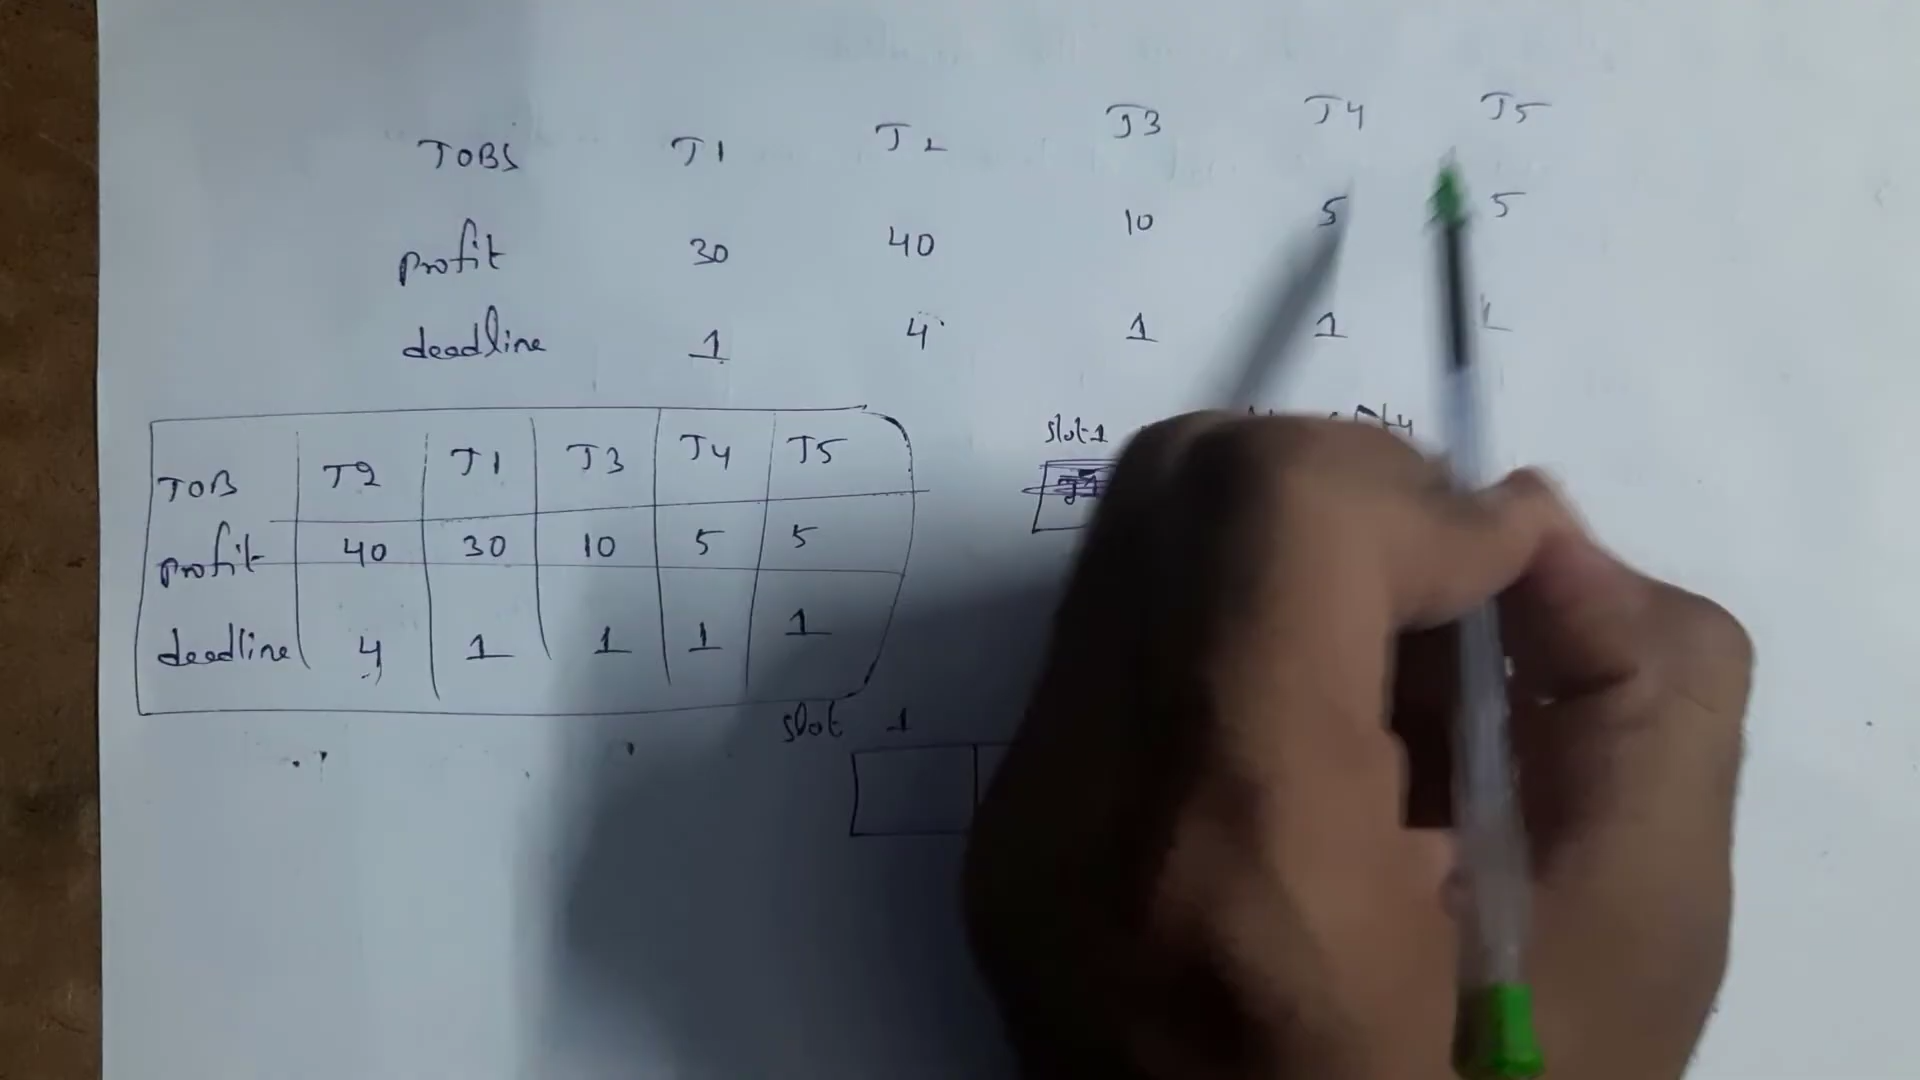 JOBS J1 J2 J3 J4 J5
profit 30 40 10 5 5
deadline 1 4 1 1
slot-1
JOB J2 J1 J3 J4 J5
profit 40 30 10 5 5
deadline 4 1 1 1 1
slot 1